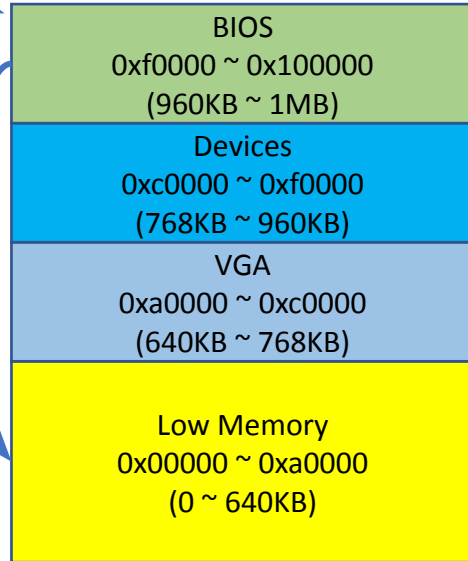 BIOS
0xf0000 ~ 0x100000
(960KB ~ 1MB)
Devices
0xc0000 ~ 0xf0000
(768KB ~ 960KB)
VGA
0xa0000 ~ 0xc0000
(640KB ~ 768KB)
Low Memory
0x00000 ~ 0xa0000
(0 ~ 640KB)